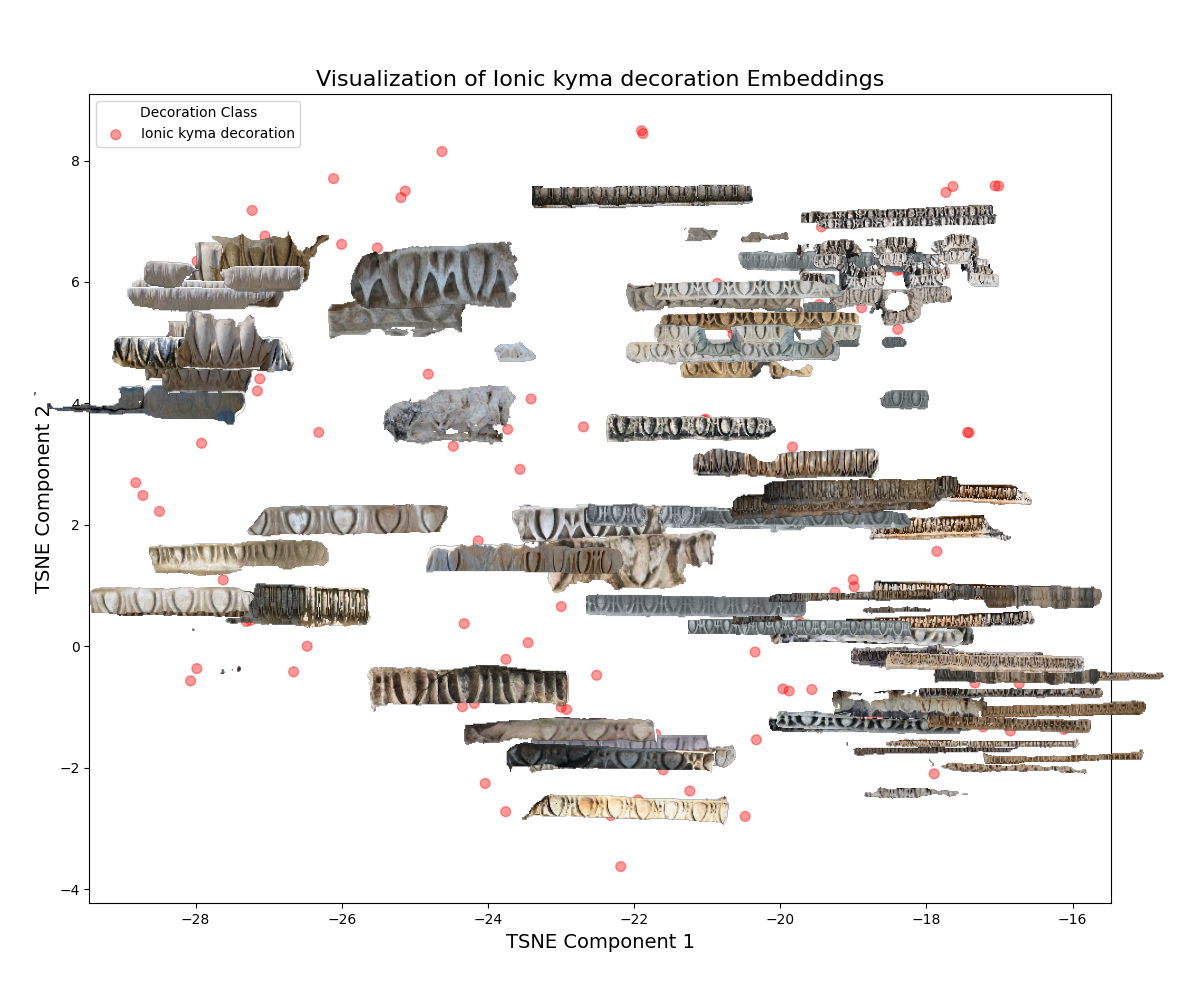 Visualization of Ionic kyma decoration Embeddings
Decoration Class
Ionic kyma decoration
8
6
4
2
0
−2
−4
TSNE Component 2
−28
−26
−24
−22
−20
−18
−16
TSNE Component 1